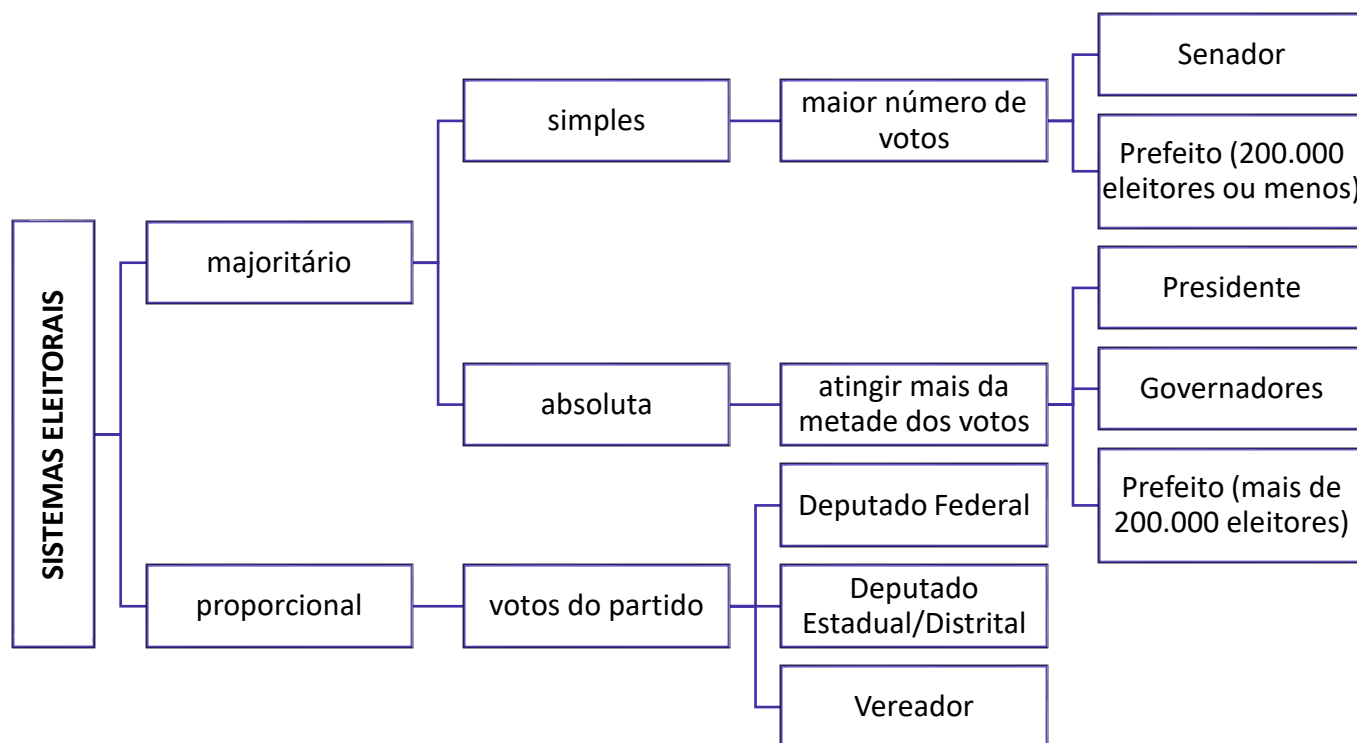 SISTEMAS ELEITORAIS
majoritário
simples
maior número de
votos
Senador
Prefeito (200.000
eleitores ou menos)
absoluta
atingir mais da
metade dos votos
Presidente
Governadores
Prefeito (mais de
200.000 eleitores)
proporcional
votos do partido
Deputado Federal
Deputado
Estadual/Distrital
Vereador